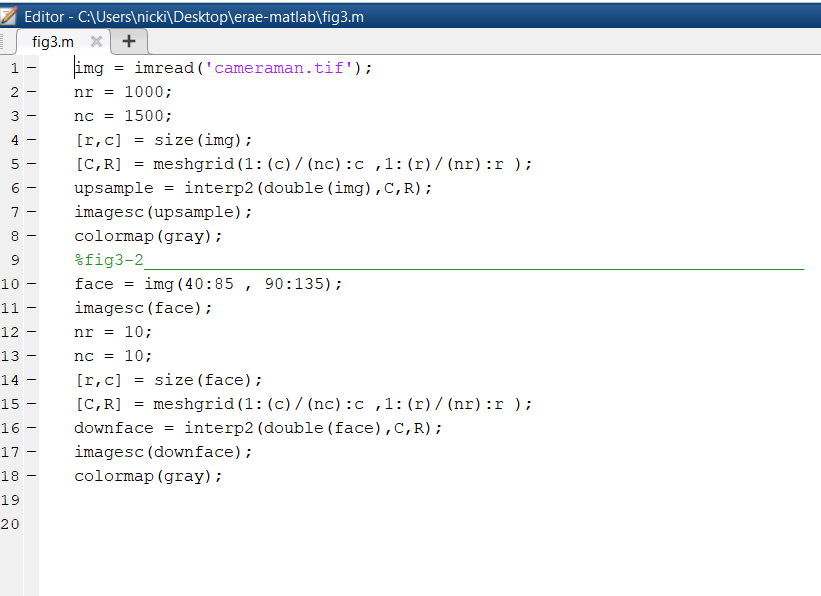 Editor - C:\Users\nicki\Desktop\erae-matlab\fig3.m
fig3.m
1 img = imread('cameraman.tif');
2 nr = 1000;
3 nc = 1500;
4 [r,c] = size(img);
5 [C,R] = meshgrid(1:(c)/(nc):c ,1:(r)/(nr):r );
6 upsample = interp2(double(img),C,R);
7 imagesc(upsample);
8 colormap(gray);
9 %fig3-2__________________________________________________________________
10 face = img(40:85 , 90:135);
11 imagesc(face);
12 nr = 10;
13 nc = 10;
14 [r,c] = size(face);
15 [C,R] = meshgrid(1:(c)/(nc):c ,1:(r)/(nr):r );
16 downface = interp2(double(face),C,R);
17 imagesc(downface);
18 colormap(gray);
19
20